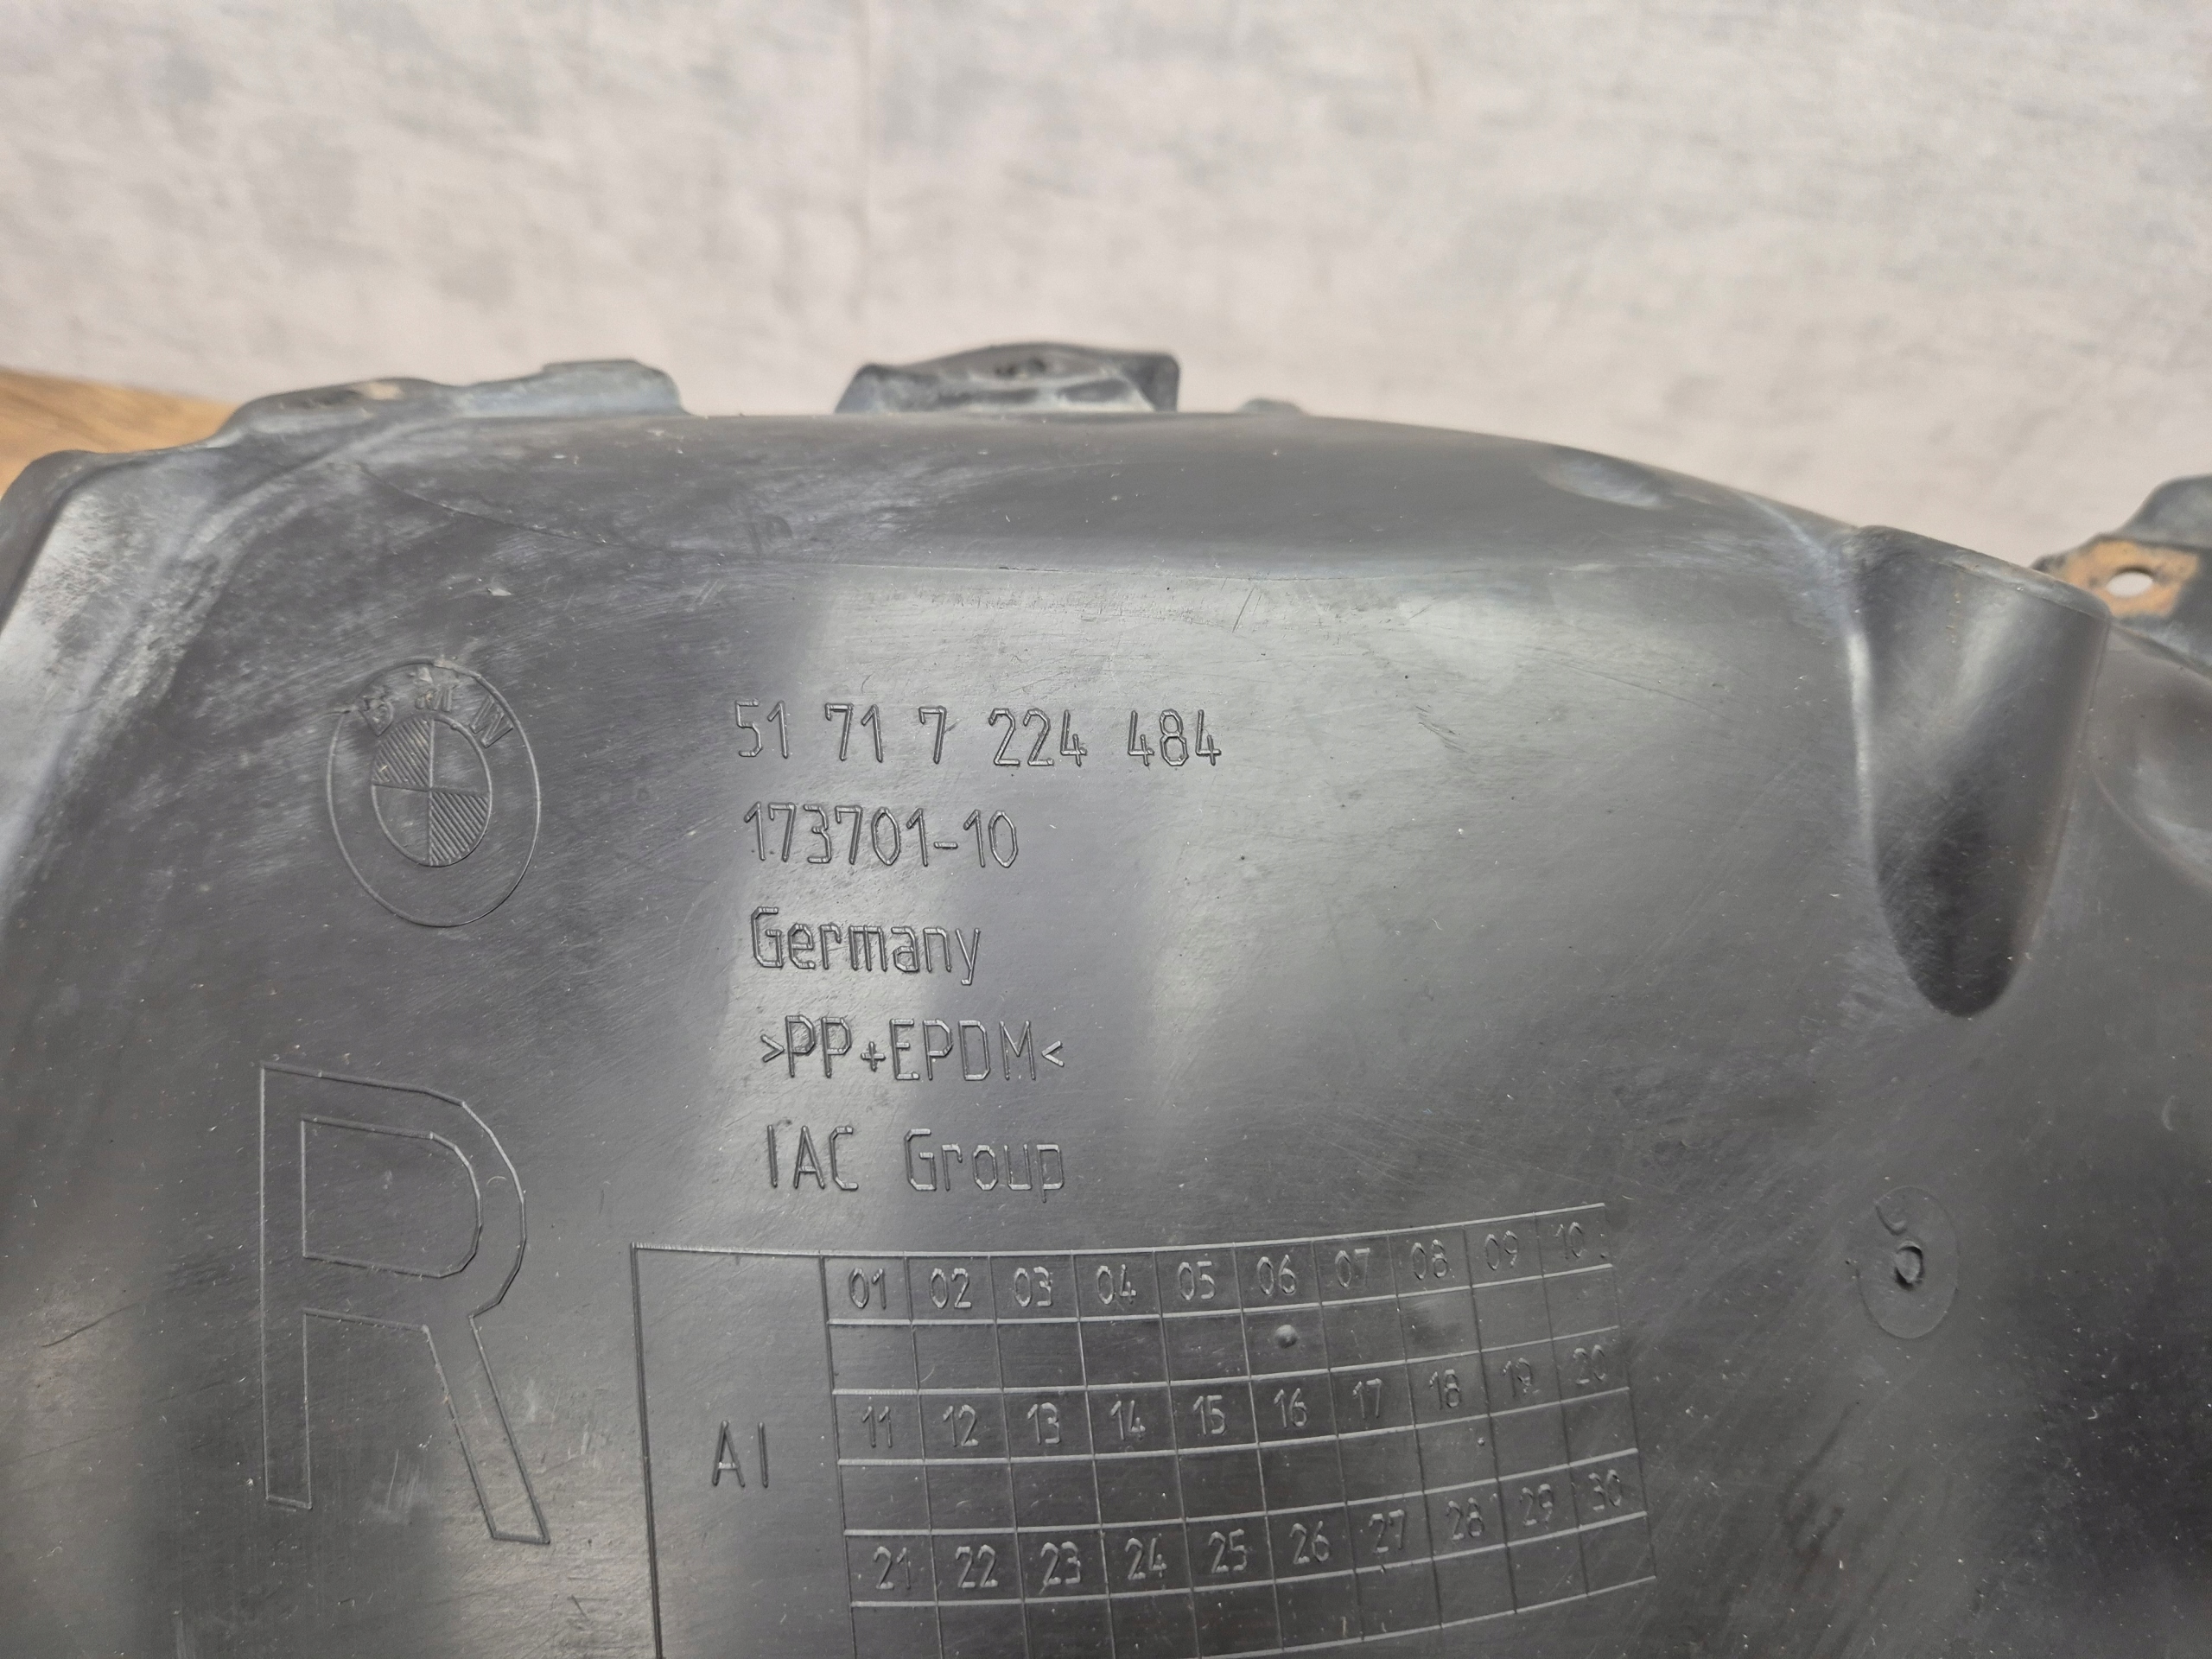 BMW
51 71 7 224 484
173701-10
Germany
>PP+EPDM<
IAC Group
R
AI
01 02 03 04 05 06 07 08 09 10
11 12 13 14 15 16 17 18 19 20
21 22 23 24 25 26 27 28 29 30